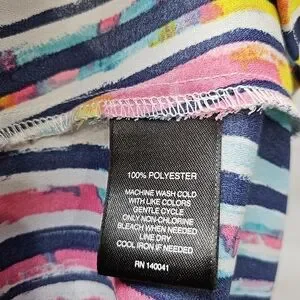 100% POLYESTER
MACHINE WASH COLD
WITH LIKE COLORS
GENTLE CYCLE
ONLY NON-CHLORINE
BLEACH WHEN NEEDED
LINE DRY
COOL IRON IF NEEDED
RN 140041